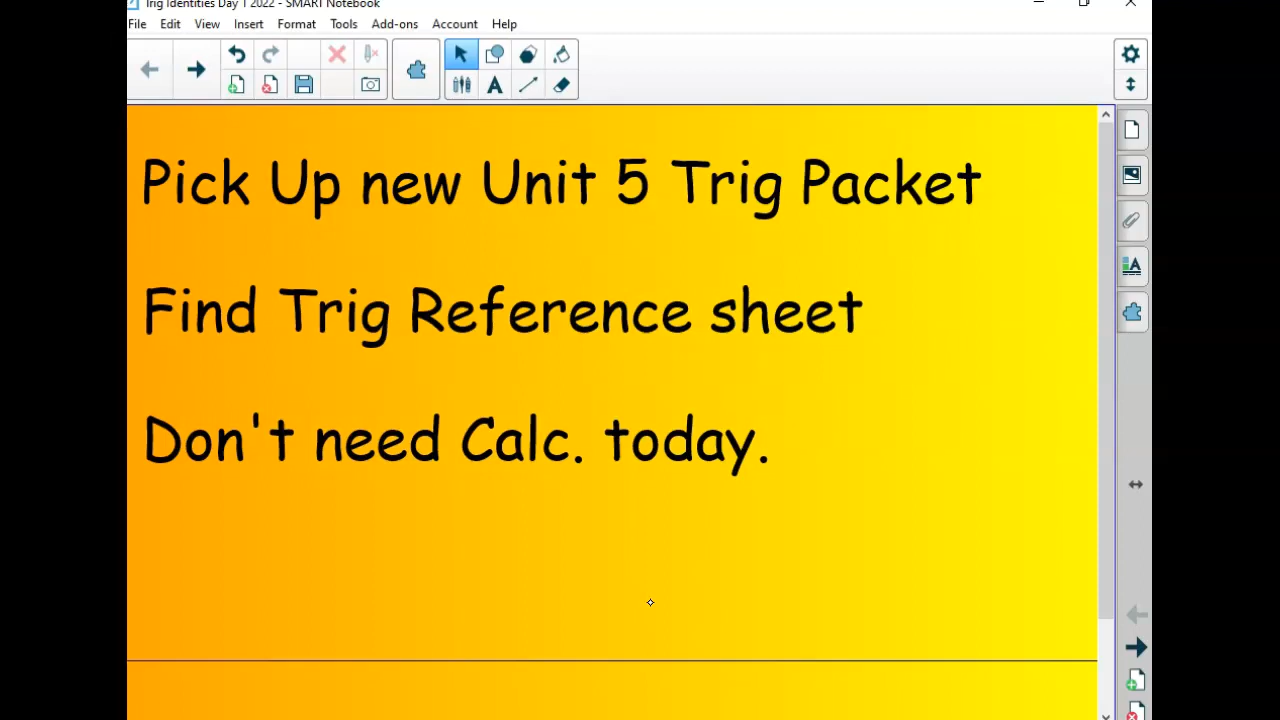 Trig Identities Day 1 2022 - SMART Notebook
File Edit View Insert Format Tools Add-ons Account Help
Pick Up new Unit 5 Trig Packet
Find Trig Reference sheet
Don't need Calc. today.